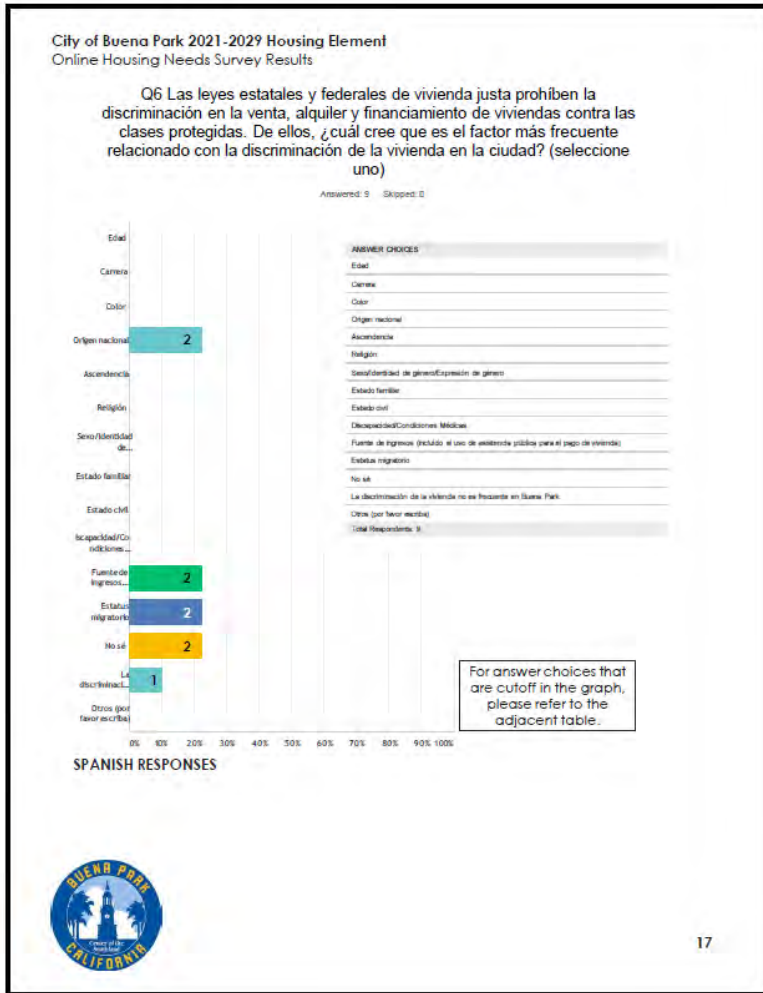 City of Buena Park 2021-2029 Housing Element
Online Housing Needs Survey Results
Q6 Las leyes estatales y federales de vivienda justa prohíben la
discriminación en la venta, alquiler y financiamiento de viviendas contra las
clases protegidas. De ellos, ¿cuál cree que es el factor más frecuente
relacionado con la discriminación de la vivienda en la ciudad? (seleccione
uno)
Answered: 9 Skipped: 0
Edad
Carrera
Color
Origen nacional
2
Ascendencia
Religión
Sexo/Identidad
de...
Estado familiar
Estado civil
iscapacidad/Co
ndiciones...
Fuente de
ingresos...
2
Estatus
migratorio
2
No sé
2
La
discriminaci...
1
Otros (por
favor escriba)
0% 10% 20% 30% 40% 50% 60% 70% 80% 90% 100%
ANSWER CHOICES
Edad
Carrera
Color
Origen nacional
Ascendencia
Religión
Sexo/Identidad de género/Expresión de género
Estado familiar
Estado civil
Discapacidad/Condiciones Médicas
Fuente de ingresos (incluido el uso de asistencia pública para el pago de vivienda)
Estatus migratorio
No sé
La discriminación de la vivienda no es frecuente en Buena Park
Otros (por favor escriba)
Total Respondents: 9
For answer choices that
are cutoff in the graph,
please refer to the
adjacent table.
SPANISH RESPONSES
BUENA PARK
Center of the
Southland
CALIFORNIA
17